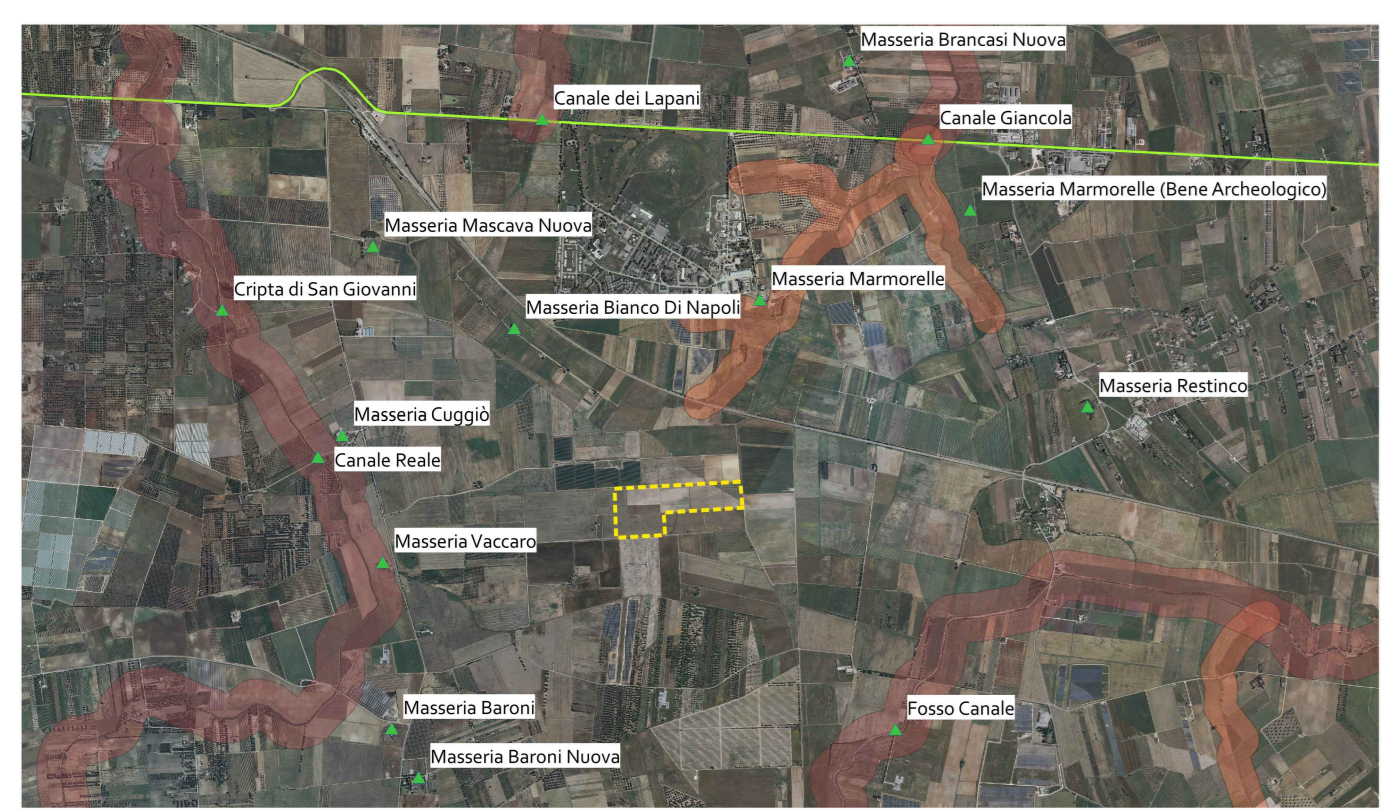 Masseria Brancasi Nuova
Canale dei Lapani
Canale Giancola
Masseria Marmorelle (Bene Archeologico)
Masseria Mascava Nuova
Masseria Marmorelle
Cripta di San Giovanni
Masseria Bianco Di Napoli
Masseria Restinco
Masseria Cuggiò
Canale Reale
Masseria Vaccaro
Masseria Baroni
Fosso Canale
Masseria Baroni Nuova